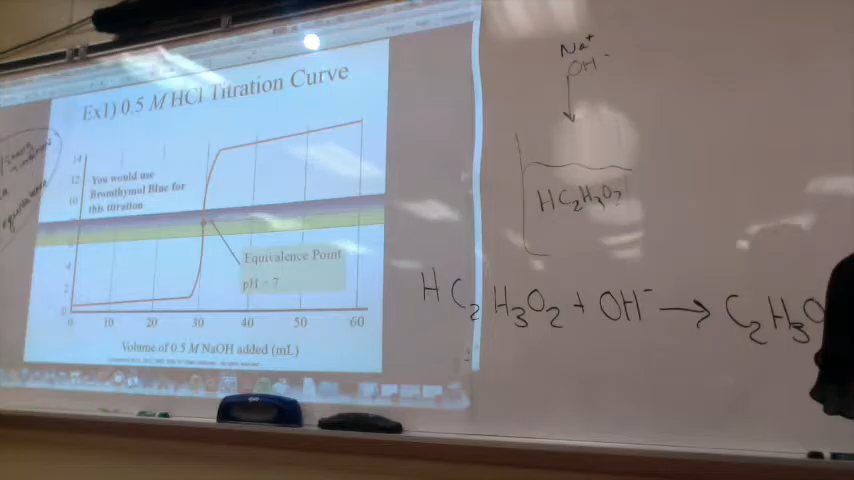 Ex1) 0.5 M HCl Titration Curve
14
12
10
You would use
Bromthymol Blue for
this titration
4
2
0
Equivalence Point
pH = 7
0 10 20 30 40 50 60
Volume of 0.5 M NaOH added (mL)
Na⁺
OH⁻
HC₂H₃O₂
HC₂H₃O₂ + OH⁻ → C₂H₃O